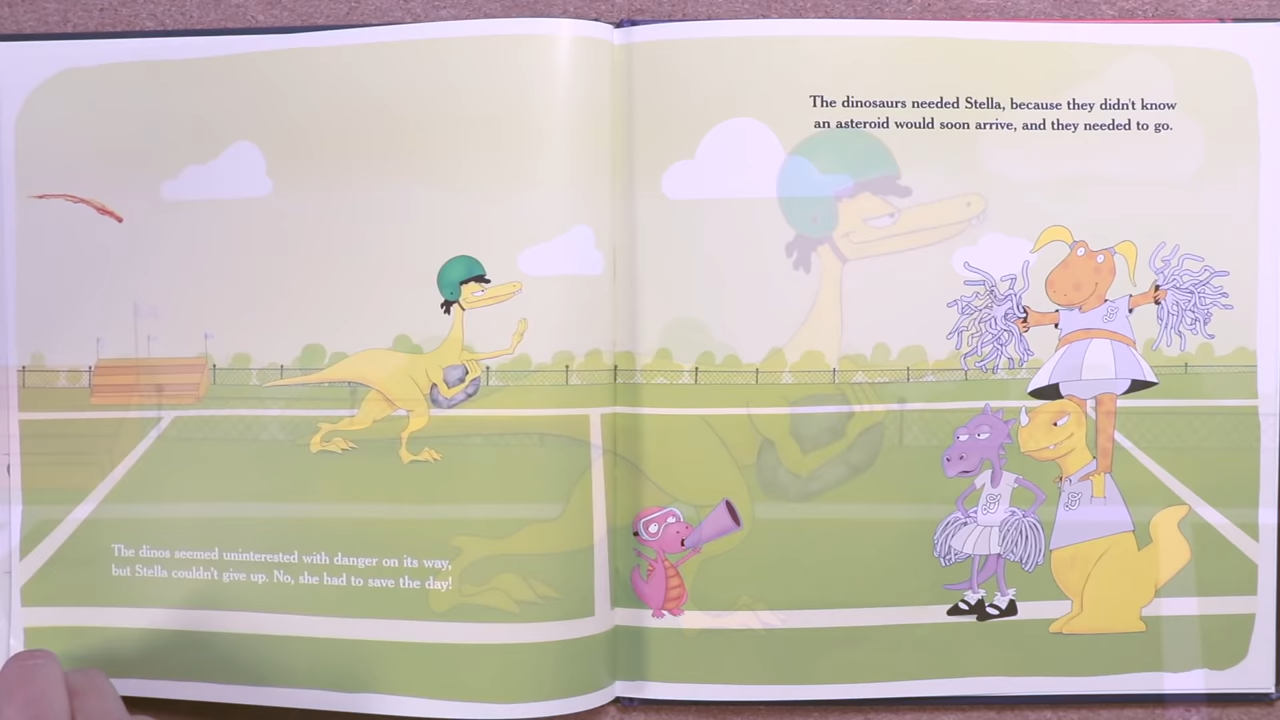 The dinos seemed uninterested with danger on its way,
but Stella couldn't give up. No, she had to save the day!
The dinosaurs needed Stella, because they didn't know
an asteroid would soon arrive, and they needed to go.